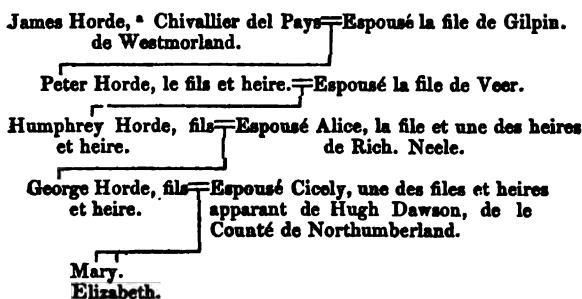 James Horde, a Chivallier del Pays Espousé la file de Gilpin.
de Westmorland.
Peter Horde, le fils et heire. Espousé la file de Veer.
Humphrey Horde, fils Espousé Alice, la file et une des heires
et heire. de Rich. Neele.
George Horde, fils Espousé Cicely, une des files et heires
et heire. apparant de Hugh Dawson, de le
Counté de Northumberland.
Mary.
Elizabeth.